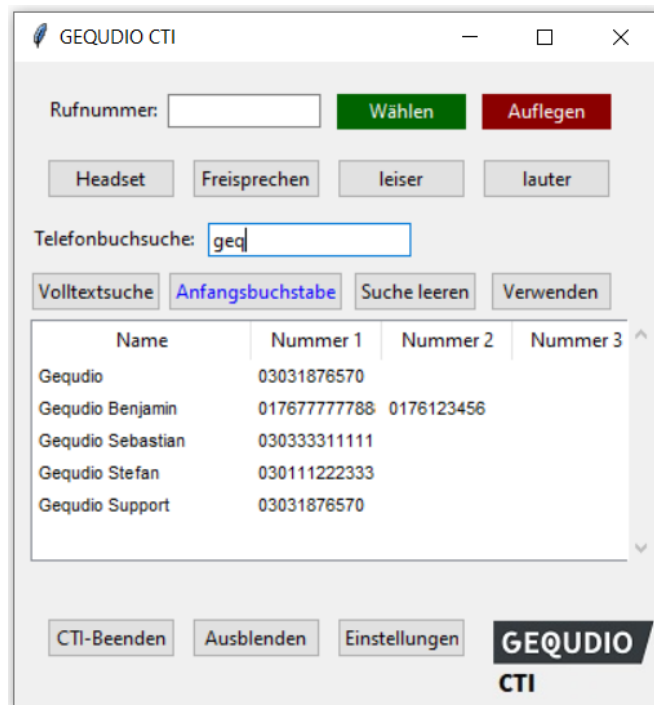 GEQUDIO CTI
Rufnummer: Wählen Auflegen
Headset Freisprechen leiser lauter
Telefonbuchsuche: geq
Volltextsuche Anfangsbuchstabe Suche leeren Verwenden
Name Nummer 1 Nummer 2 Nummer 3
Gequdio 03031876570
Gequdio Benjamin 017677777788 0176123456
Gequdio Sebastian 030333311111
Gequdio Stefan 030111222333
Gequdio Support 03031876570
CTI-Beenden Ausblenden Einstellungen GEQUDIO
CTI